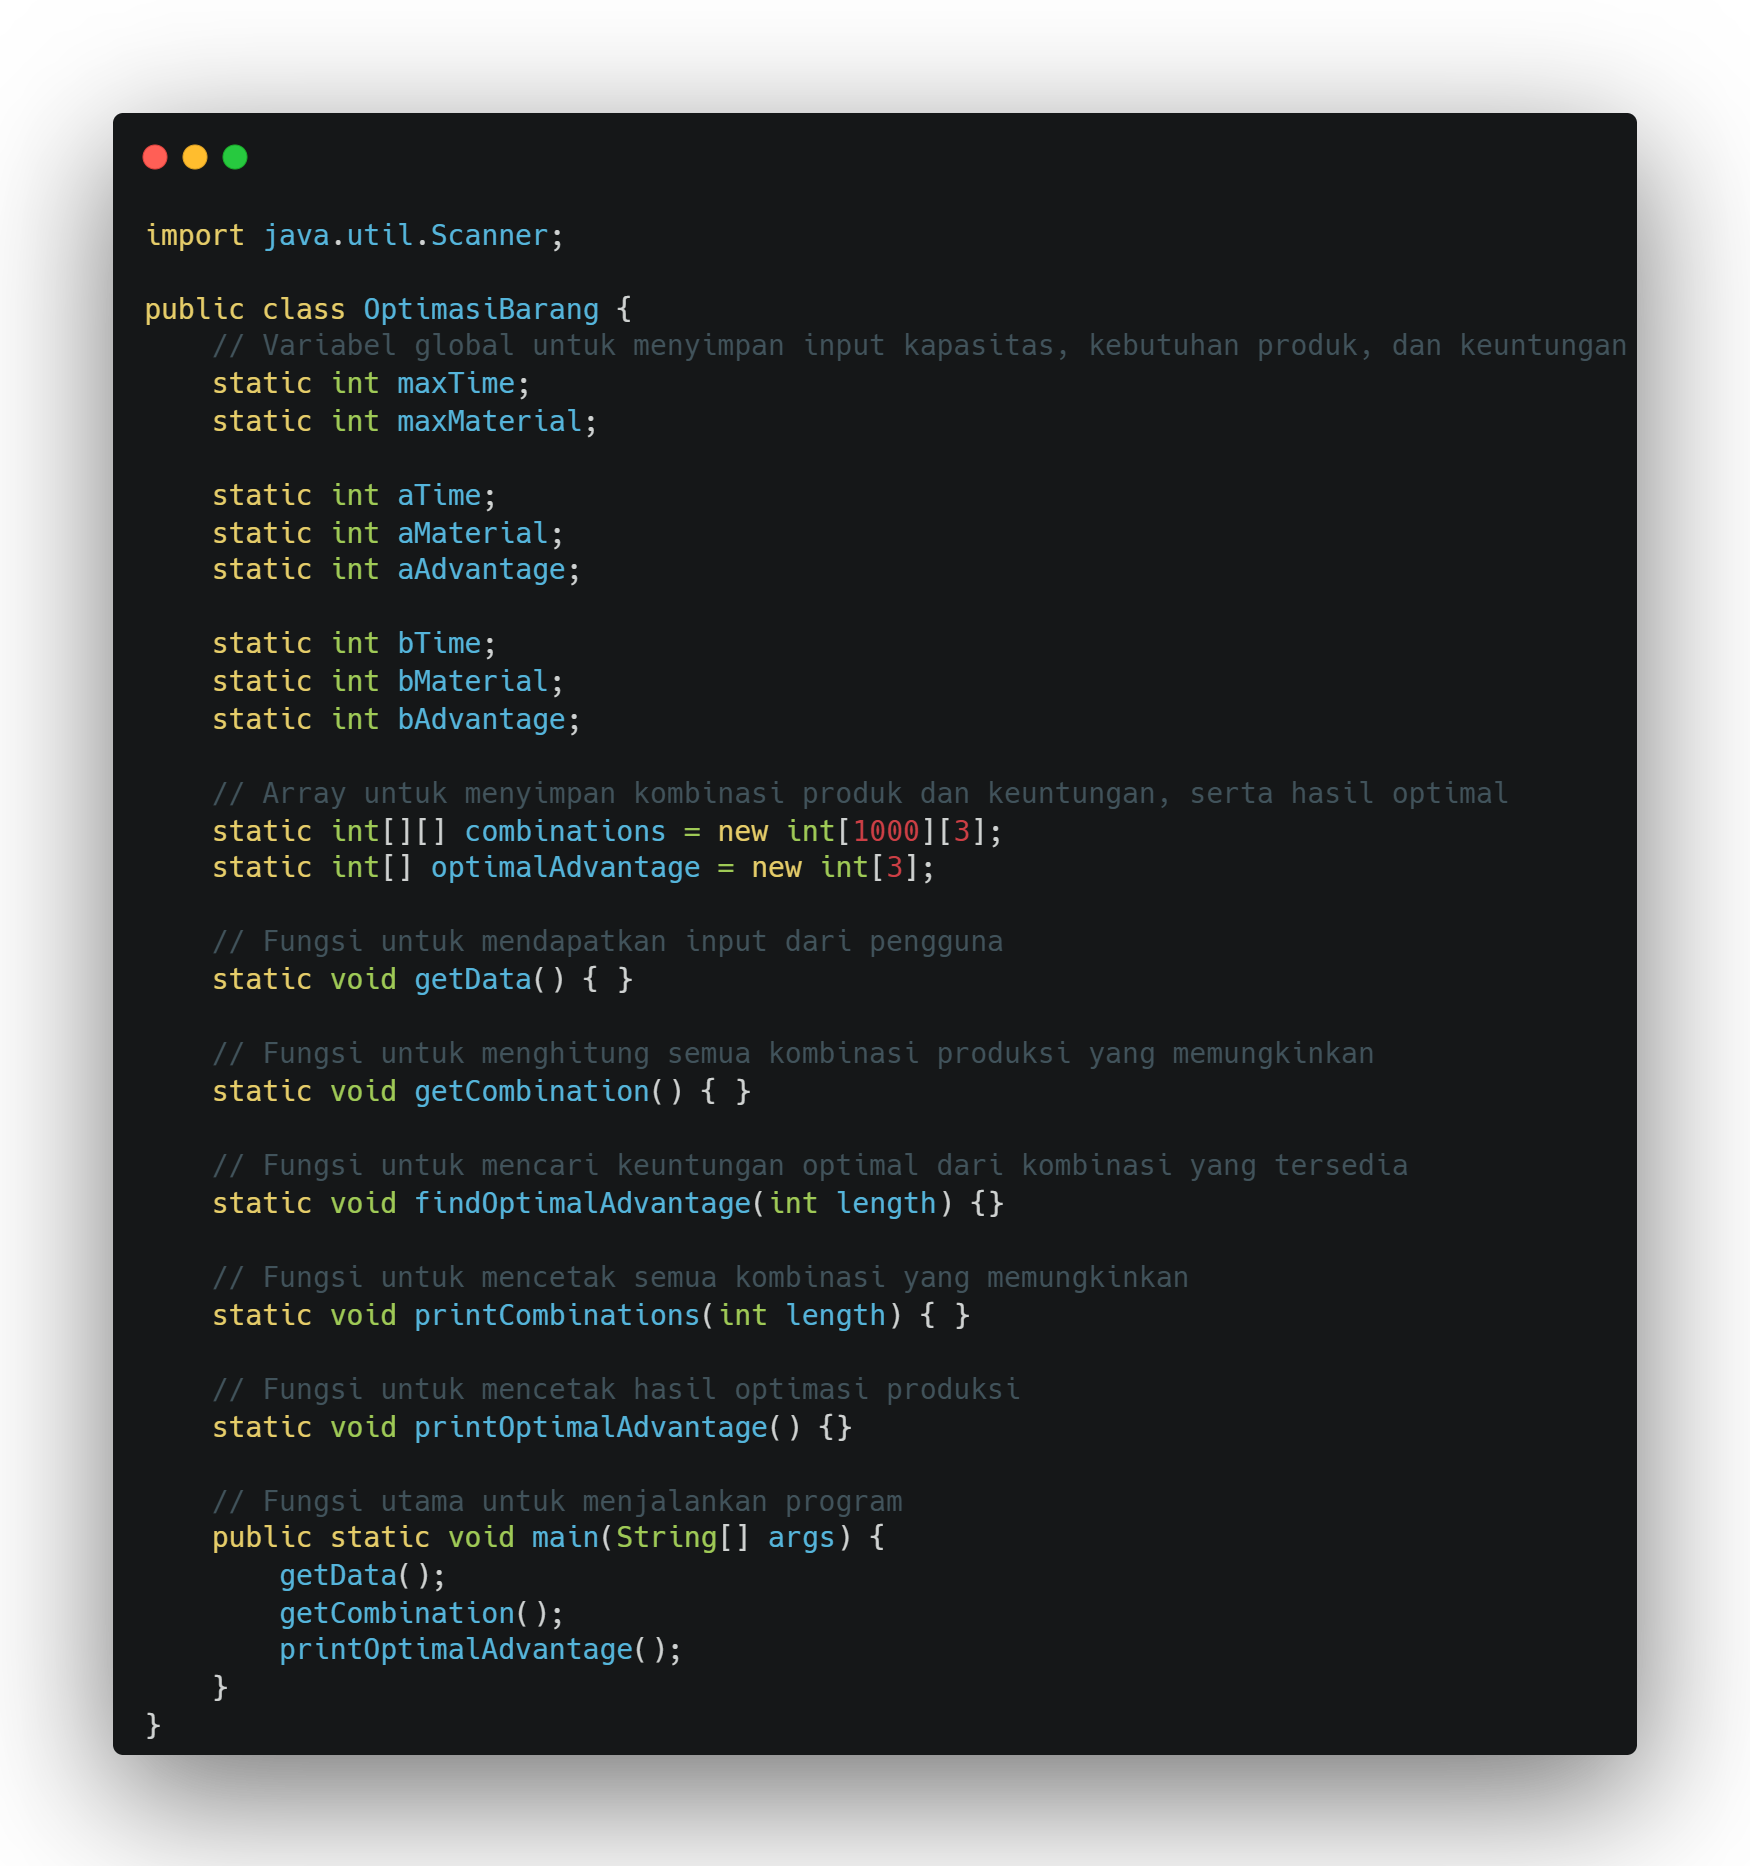 import java.util.Scanner;
public class OptimasiBarang {
// Variabel global untuk menyimpan input kapasitas, kebutuhan produk, dan keuntungan
static int maxTime;
static int maxMaterial;
static int aTime;
static int aMaterial;
static int aAdvantage;
static int bTime;
static int bMaterial;
static int bAdvantage;
// Array untuk menyimpan kombinasi produk dan keuntungan, serta hasil optimal
static int[][] combinations = new int[1000][3];
static int[] optimalAdvantage = new int[3];
// Fungsi untuk mendapatkan input dari pengguna
static void getData() { }
// Fungsi untuk menghitung semua kombinasi produksi yang memungkinkan
static void getCombination() { }
// Fungsi untuk mencari keuntungan optimal dari kombinasi yang tersedia
static void findOptimalAdvantage(int length) {}
// Fungsi untuk mencetak semua kombinasi yang memungkinkan
static void printCombinations(int length) { }
// Fungsi untuk mencetak hasil optimasi produksi
static void printOptimalAdvantage() {}
// Fungsi utama untuk menjalankan program
public static void main(String[] args) {
getData();
getCombination();
printOptimalAdvantage();
}
}